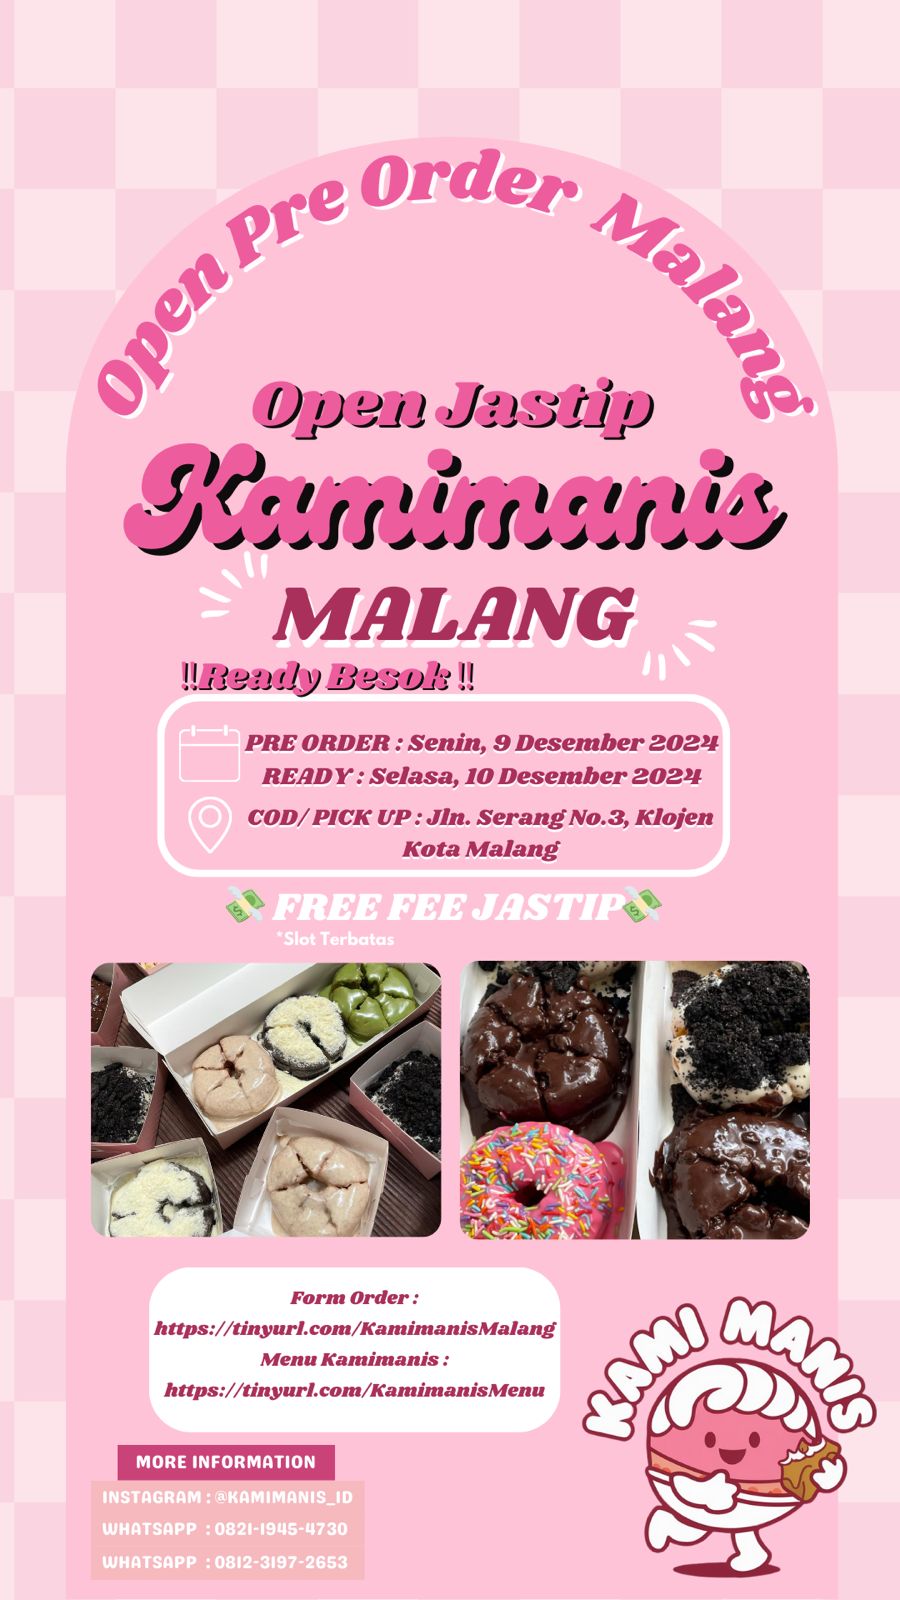 Open Pre Order Malang
Open Jastip
Kamimanis
MALANG
‼Ready Besok ‼
PRE ORDER : Senin, 9 Desember 2024
READY : Selasa, 10 Desember 2024
COD/ PICK UP : Jln. Serang No.3, Klojen
Kota Malang
💸 FREE FEE JASTIP💸
*Slot Terbatas
Form Order :
https://tinyurl.com/KamimanisMalang
Menu Kamimanis :
https://tinyurl.com/KamimanisMenu
KAMI MANIS
MORE INFORMATION
INSTAGRAM : @KAMIMANIS_ID
WHATSAPP : 0821-1945-4730
WHATSAPP : 0812-3197-2653